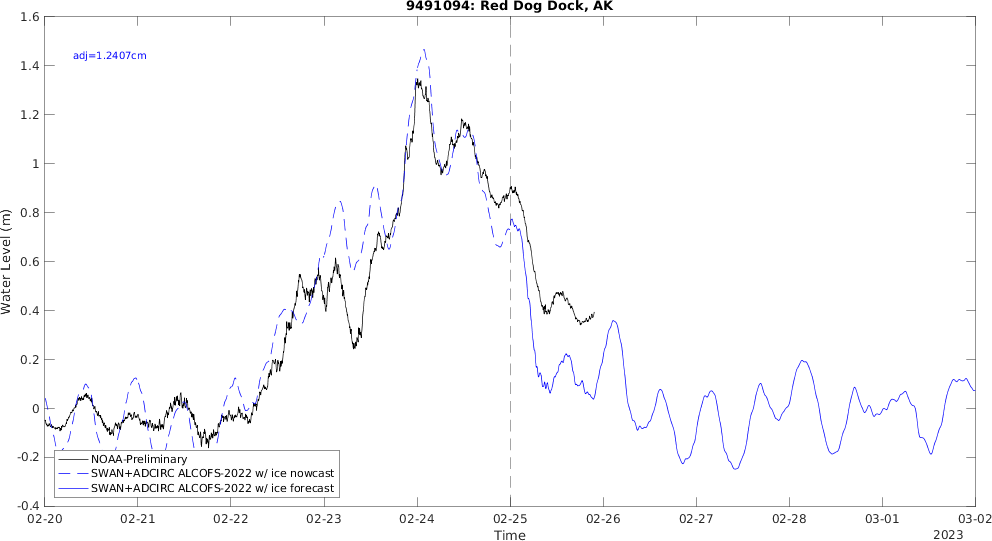 9491094: Red Dog Dock, AK
adj=1.2407cm
1.6
1.4
1.2
1
0.8
0.6
0.4
0.2
0
-0.2
-0.4
Water Level (m)
NOAA-Preliminary
SWAN+ADCIRC ALCOFS-2022 w/ ice nowcast
SWAN+ADCIRC ALCOFS-2022 w/ ice forecast
02-20 02-21 02-22 02-23 02-24 02-25 02-26 02-27 02-28 03-01 03-02
Time
2023